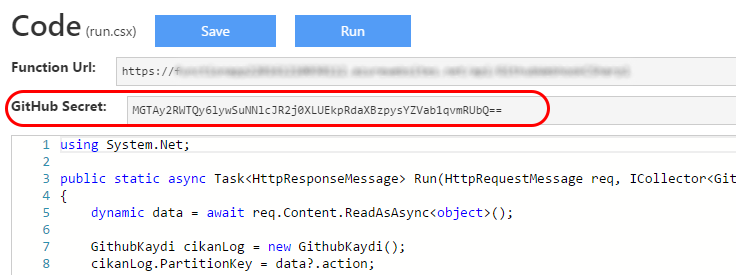 Code (run.csx) Save Run
Function Url: https://
GitHub Secret: MGTAy2RWTQy6lywSuNNlcJR2j0XLUEkpRdaXBzpysYZVab1qvmRUbQ==
1 using System.Net;
2
3 public static async Task<HttpResponseMessage> Run(HttpRequestMessage req, ICollector<Git
4 {
5 dynamic data = await req.Content.ReadAsAsync<object>();
6
7 GithubKaydi cikanLog = new GithubKaydi();
8 cikanLog.PartitionKey = data?.action;